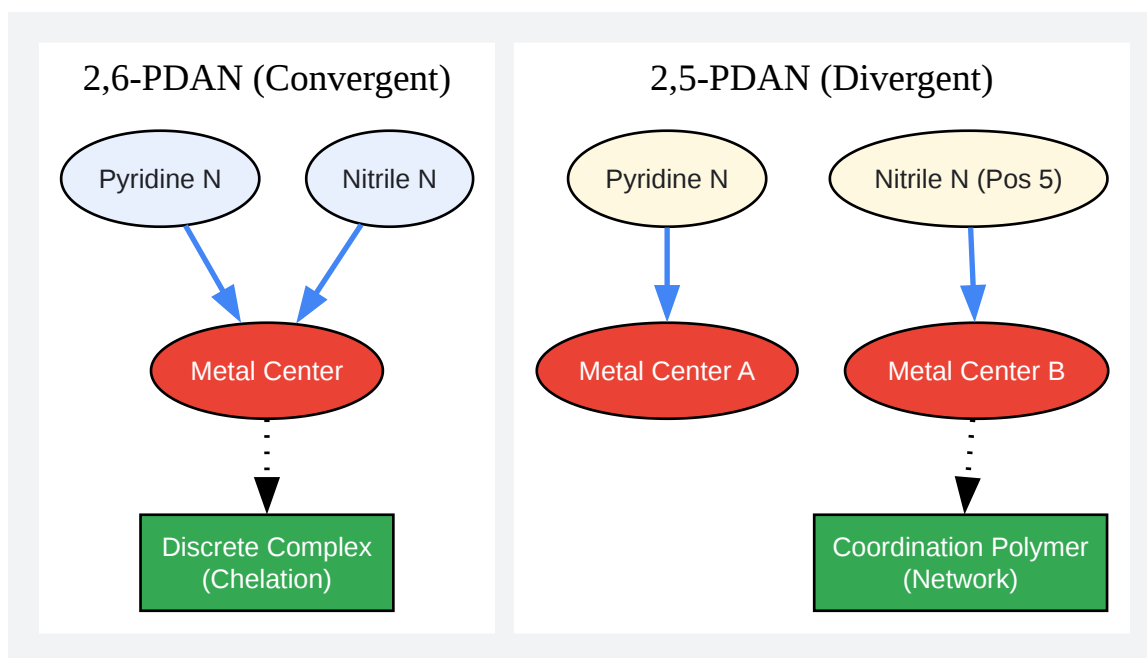 2,6-PDAN (Convergent)
Pyridine N
Nitrile N
Metal Center
Discrete Complex
(Chelation)
2,5-PDAN (Divergent)
Pyridine N
Nitrile N (Pos 5)
Metal Center A
Metal Center B
Coordination Polymer
(Network)